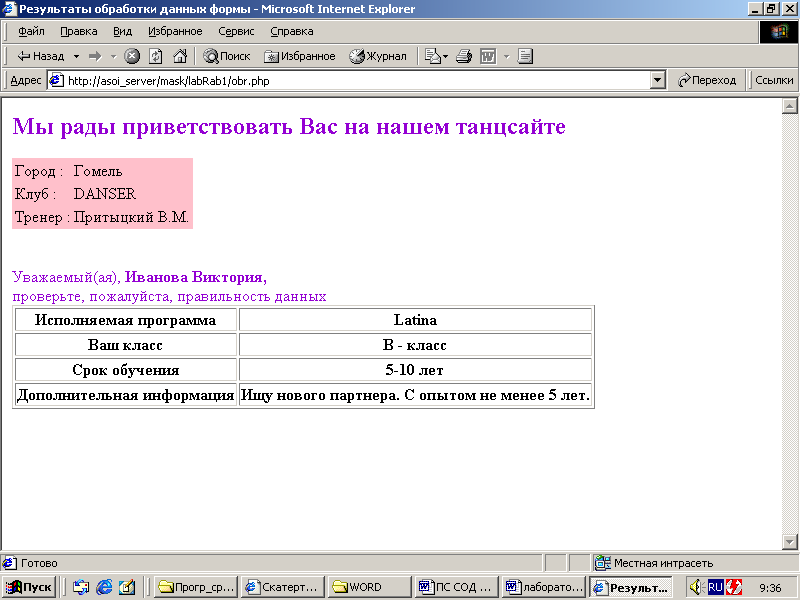 Результаты обработки данных формы - Microsoft Internet Explorer
Файл Правка Вид Избранное Сервис Справка
Назад Поиск Избранное Журнал
Адрес http://asoi_server/mask/labRab1/obr.php Переход Ссылки
Мы рады приветствовать Вас на нашем танцсайте
Город : Гомель
Клуб : DANSER
Тренер : Притыцкий В.М.
Уважаемый(ая), Иванова Виктория,
проверьте, пожалуйста, правильность данных
Исполняемая программа Latina
Ваш класс В - класс
Срок обучения 5-10 лет
Дополнительная информация Ищу нового партнера. С опытом не менее 5 лет.
Готово Местная интрасеть
Пуск Прогр_ср... Скатерт... WORD ПС СОД ... лаборато... Результ... RU 9:36